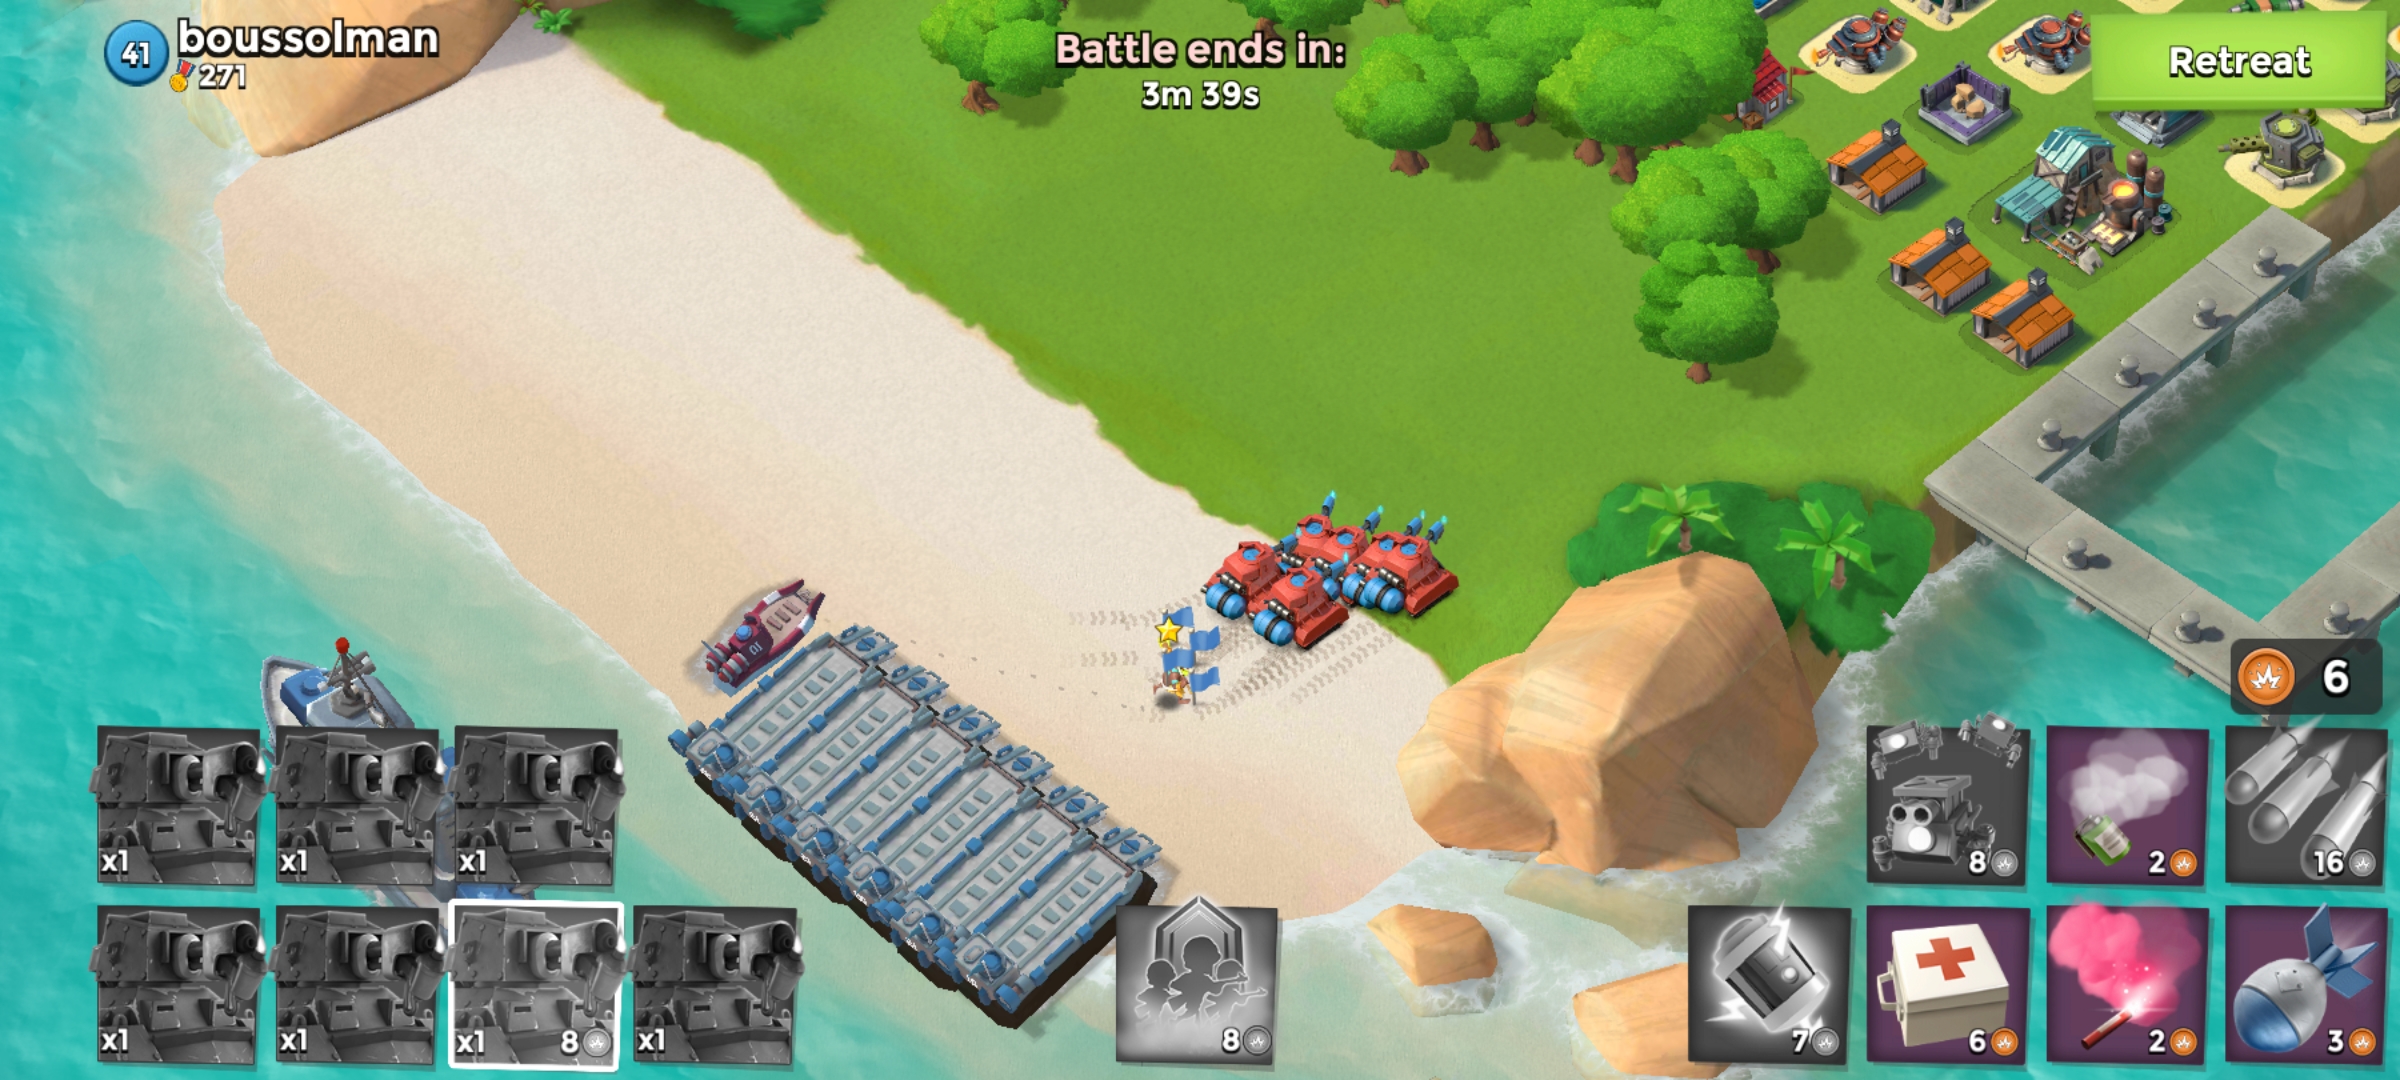 41
boussolman
271
Battle ends in:
3m 39s
Retreat
6
x1
x1
x1
8
2
16
x1
x1
x1
8
x1
8
7
6
2
3